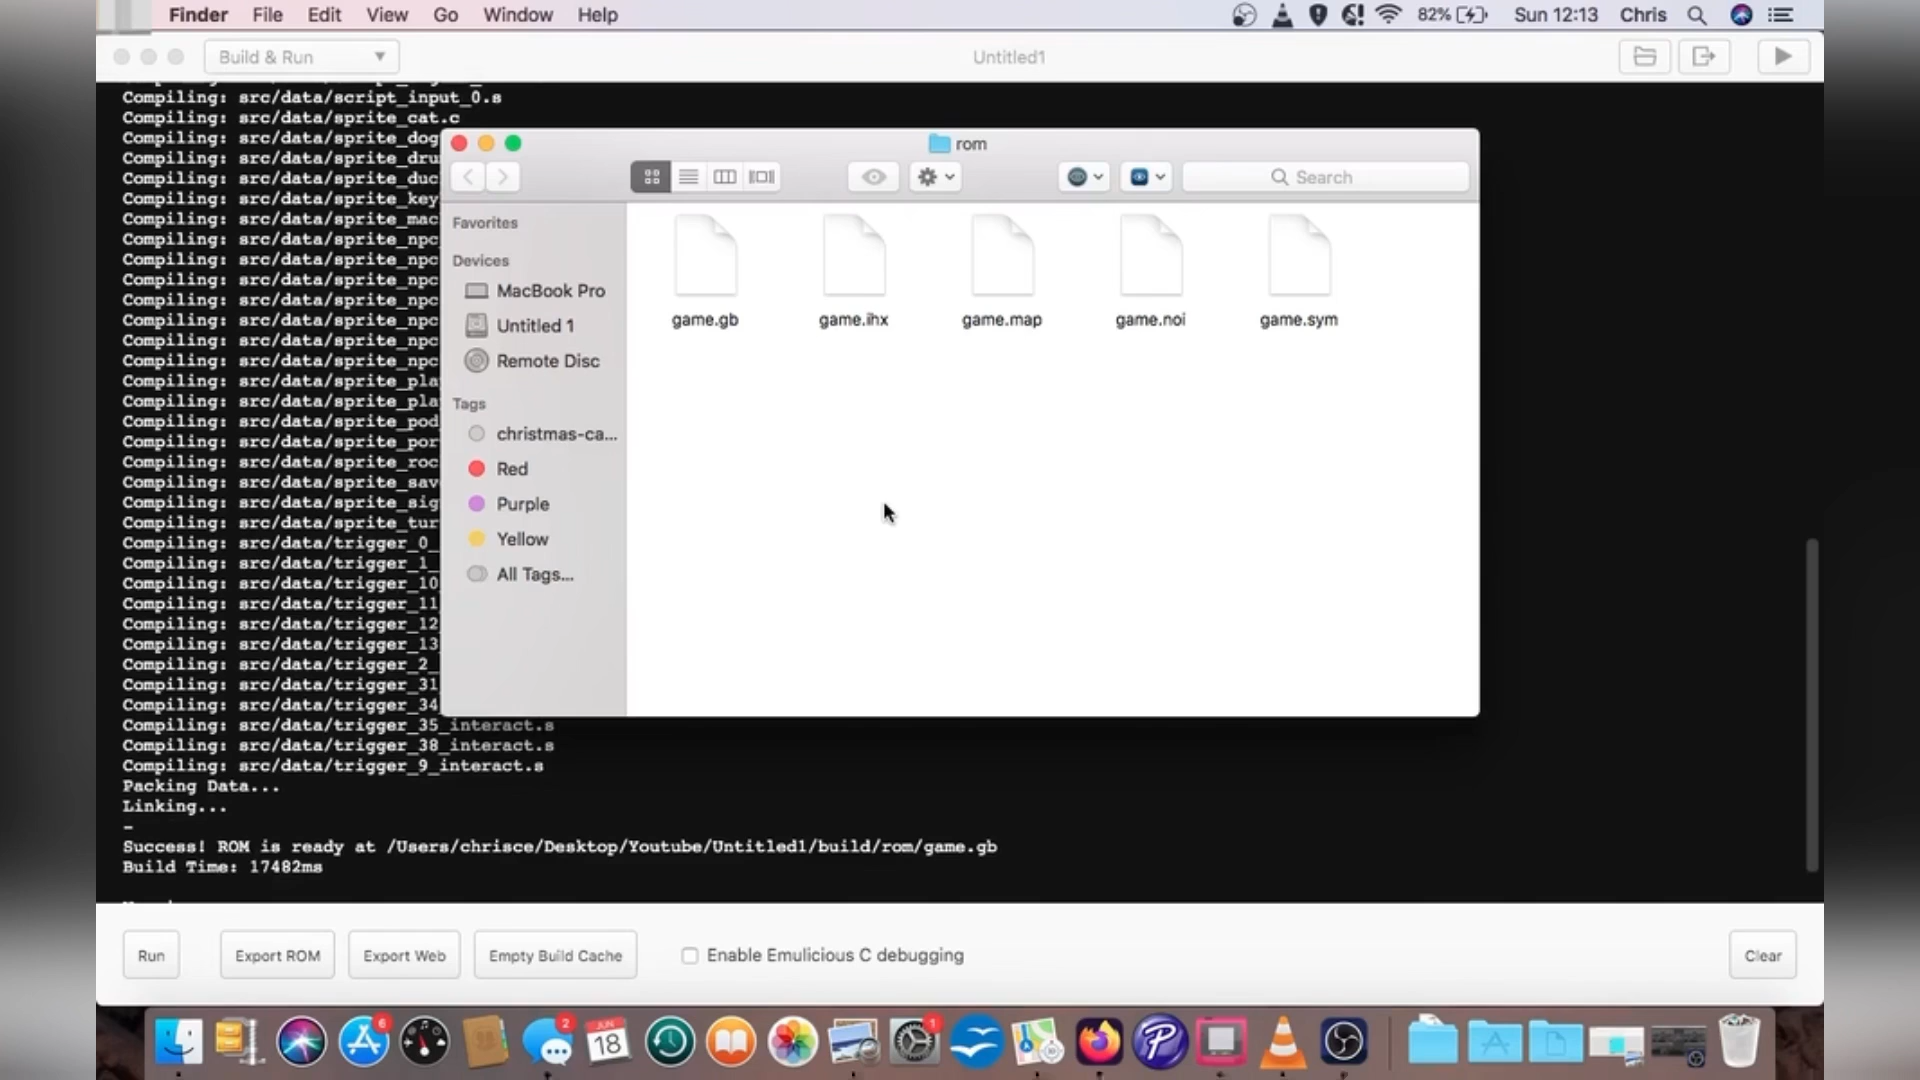 Finder File Edit View Go Window Help 82% Sun 12:13 Chris
Build & Run Untitled1
Compiling: src/data/script_input_0.s
Compiling: src/data/sprite_cat.c
Compiling: src/data/sprite_dog
Compiling: src/data/sprite_dru
Compiling: src/data/sprite_duc
Compiling: src/data/sprite_key
Compiling: src/data/sprite_mac
Compiling: src/data/sprite_npc
Compiling: src/data/sprite_npc
Compiling: src/data/sprite_npc
Compiling: src/data/sprite_npc
Compiling: src/data/sprite_npc
Compiling: src/data/sprite_npc
Compiling: src/data/sprite_npc
Compiling: src/data/sprite_pla
Compiling: src/data/sprite_pla
Compiling: src/data/sprite_pod
Compiling: src/data/sprite_por
Compiling: src/data/sprite_roc
Compiling: src/data/sprite_sav
Compiling: src/data/sprite_sig
Compiling: src/data/sprite_tur
Compiling: src/data/trigger_0_
Compiling: src/data/trigger_1_
Compiling: src/data/trigger_10
Compiling: src/data/trigger_11
Compiling: src/data/trigger_12
Compiling: src/data/trigger_13
Compiling: src/data/trigger_2_
Compiling: src/data/trigger_31
Compiling: src/data/trigger_34
Compiling: src/data/trigger_35_interact.s
Compiling: src/data/trigger_38_interact.s
Compiling: src/data/trigger_9_interact.s
Packing Data...
Linking...
-
Success! ROM is ready at /Users/chrisce/Desktop/Youtube/Untitled1/build/rom/game.gb
Build Time: 17482ms
rom
Search
Favorites
Devices
MacBook Pro
Untitled 1
Remote Disc
Tags
christmas-ca...
Red
Purple
Yellow
All Tags...
game.gb game.ihx game.map game.noi game.sym
Run Export ROM Export Web Empty Build Cache Enable Emulicious C debugging Clear
6 2 JUN 18 1